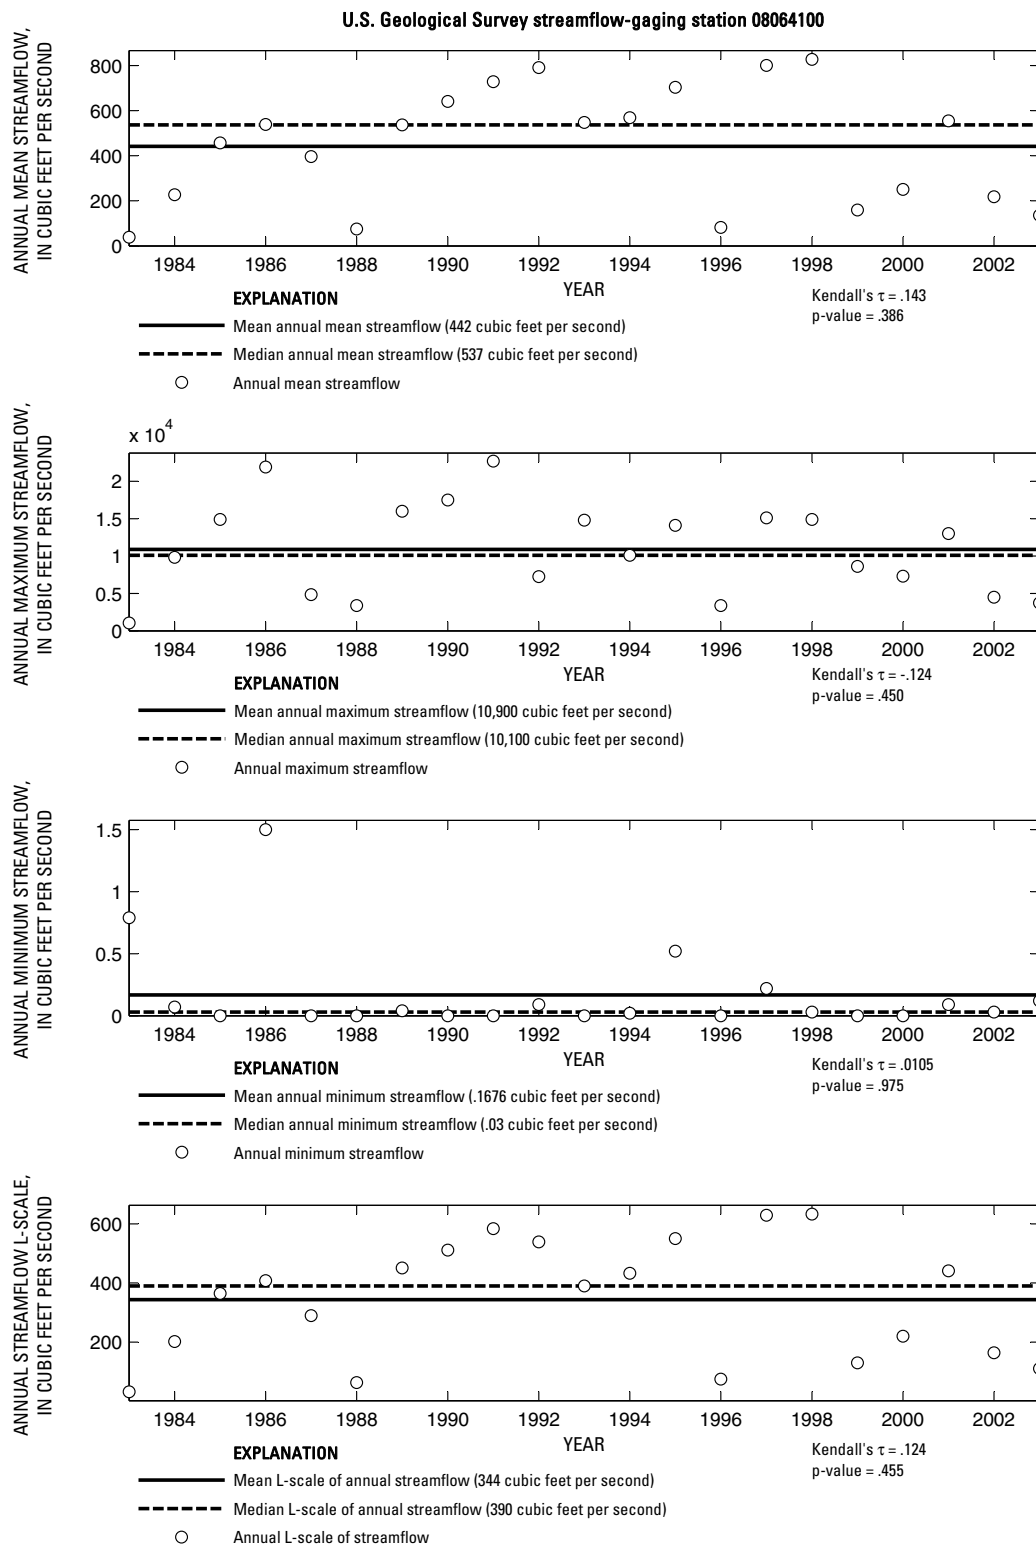 U.S. Geological Survey streamflow-gaging station 08064100
ANNUAL MEAN STREAMFLOW,
IN CUBIC FEET PER SECOND
800
600
400
200
0
1984 1986 1988 1990 1992 1994 1996 1998 2000 2002
YEAR
Kendall's τ = .143
p-value = .386
EXPLANATION
Mean annual mean streamflow (442 cubic feet per second)
Median annual mean streamflow (537 cubic feet per second)
Annual mean streamflow
ANNUAL MAXIMUM STREAMFLOW,
IN CUBIC FEET PER SECOND
x 10^4
2
1.5
1
0.5
0
1984 1986 1988 1990 1992 1994 1996 1998 2000 2002
YEAR
Kendall's τ = -.124
p-value = .450
EXPLANATION
Mean annual maximum streamflow (10,900 cubic feet per second)
Median annual maximum streamflow (10,100 cubic feet per second)
Annual maximum streamflow
ANNUAL MINIMUM STREAMFLOW,
IN CUBIC FEET PER SECOND
1.5
1
0.5
0
1984 1986 1988 1990 1992 1994 1996 1998 2000 2002
YEAR
Kendall's τ = .0105
p-value = .975
EXPLANATION
Mean annual minimum streamflow (.1676 cubic feet per second)
Median annual minimum streamflow (.03 cubic feet per second)
Annual minimum streamflow
ANNUAL STREAMFLOW L-SCALE,
IN CUBIC FEET PER SECOND
600
400
200
1984 1986 1988 1990 1992 1994 1996 1998 2000 2002
YEAR
Kendall's τ = .124
p-value = .455
EXPLANATION
Mean L-scale of annual streamflow (344 cubic feet per second)
Median L-scale of annual streamflow (390 cubic feet per second)
Annual L-scale of streamflow